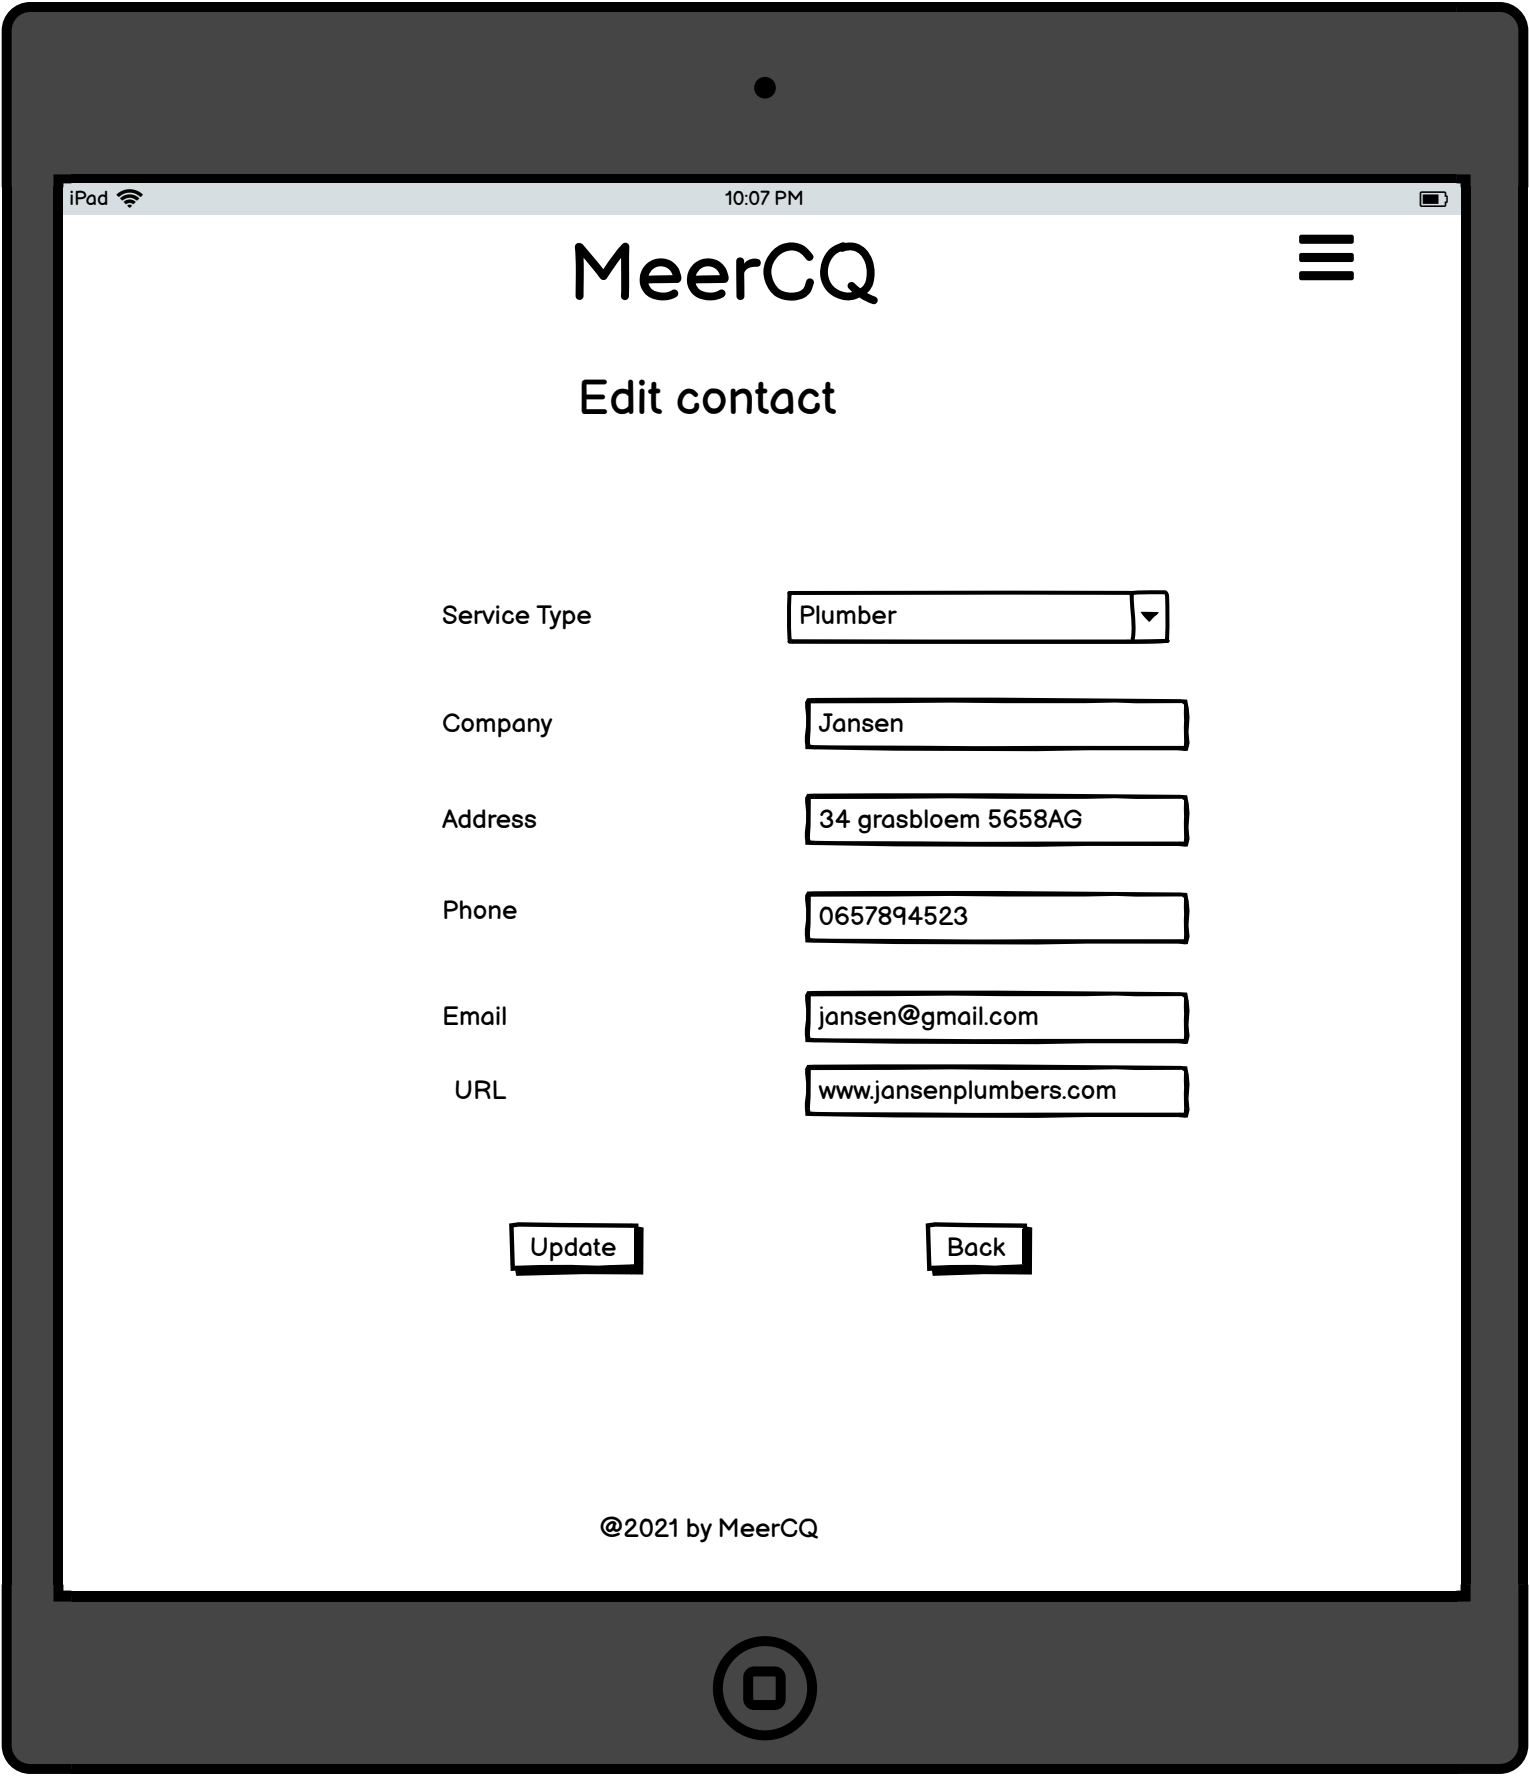 iPad 10:07 PM
MeerCQ
Edit contact
Service Type Plumber
Company Jansen
Address 34 grasbloem 5658AG
Phone 0657894523
Email jansen@gmail.com
URL www.jansenplumbers.com
Update Back
@2021 by MeerCQ